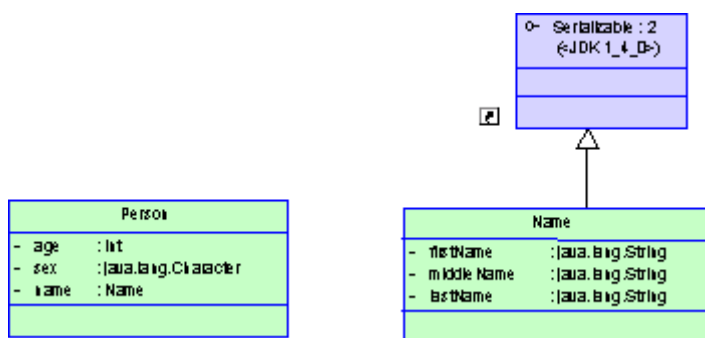 Serializable : 2
(<JDK 1_4_0>)
Person
- age : int
- sex : java.lang.Character
- name : Name
Name
- firstName : java.lang.String
- middleName : java.lang.String
- lastName : java.lang.String